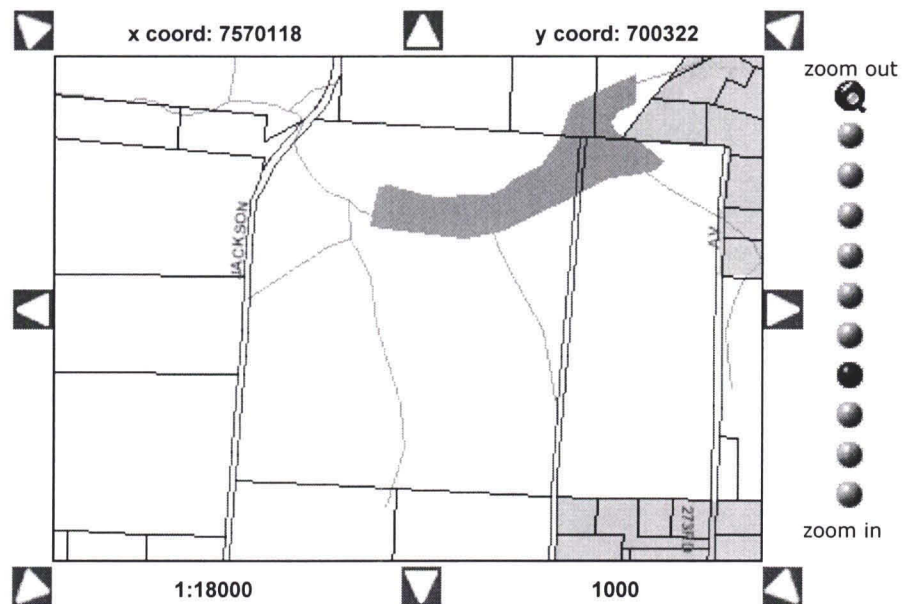 x coord: 7570118
y coord: 700322
zoom out
JACKSON
AV
273RD
zoom in
1:18000
1000